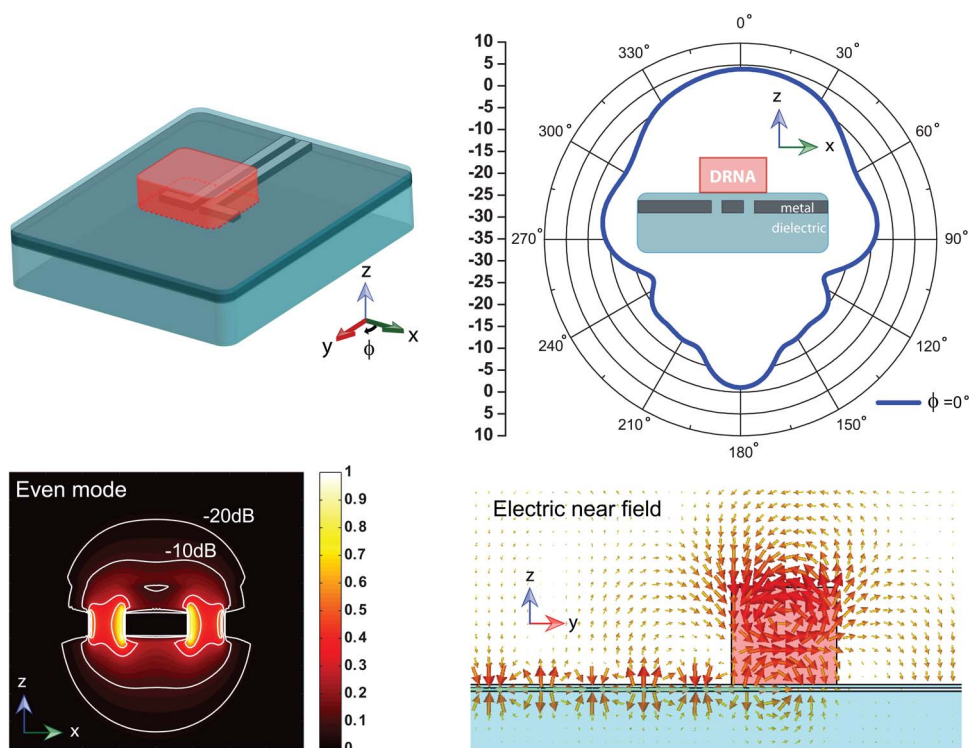 z
y
x
ϕ
10
5
0
-5
-10
-15
-20
-25
-30
-35
-30
-25
-20
-15
-10
-5
0
5
10
0°
30°
60°
90°
120°
150°
180°
210°
240°
270°
300°
330°
z
x
DRNA
metal
dielectric
ϕ =0°
Even mode
-20dB
-10dB
z
x
1
0.9
0.8
0.7
0.6
0.5
0.4
0.3
0.2
0.1
0
Electric near field
z
y